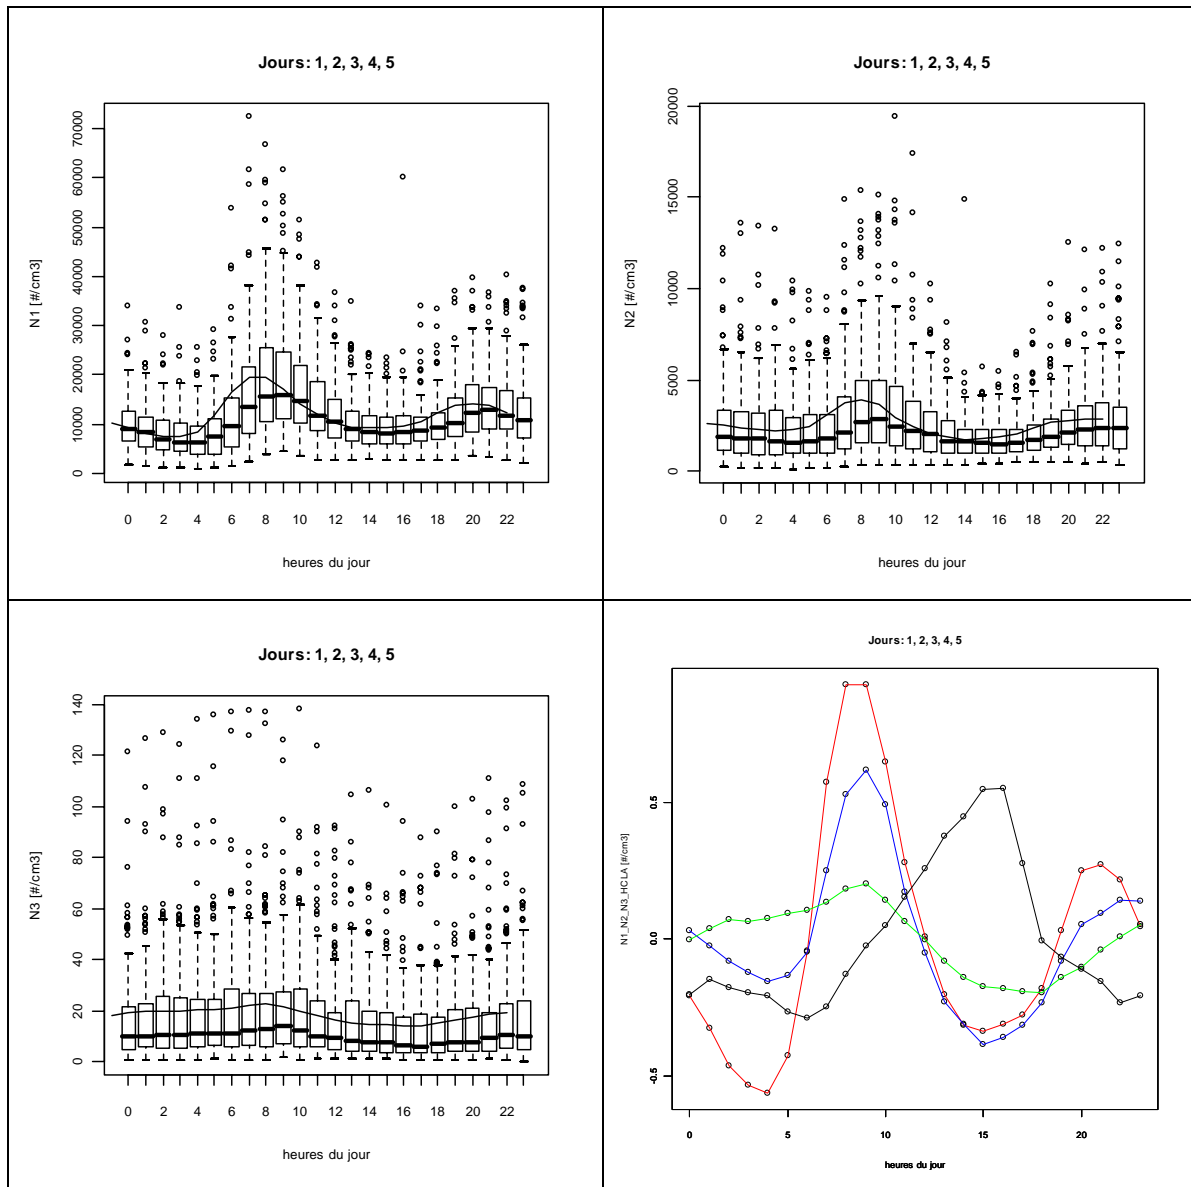 Jours: 1, 2, 3, 4, 5
N1 [#/cm3]
70000
60000
50000
40000
30000
20000
10000
0
0 2 4 6 8 10 12 14 16 18 20 22
heures du jour
Jours: 1, 2, 3, 4, 5
N2 [#/cm3]
20000
15000
10000
5000
0
0 2 4 6 8 10 12 14 16 18 20 22
heures du jour
Jours: 1, 2, 3, 4, 5
N3 [#/cm3]
140
120
100
80
60
40
20
0
0 2 4 6 8 10 12 14 16 18 20 22
heures du jour
Jours: 1, 2, 3, 4, 5
N1_N2_N3_HCLA [#/cm3]
0.5
0.0
-0.5
0 5 10 15 20
heures du jour